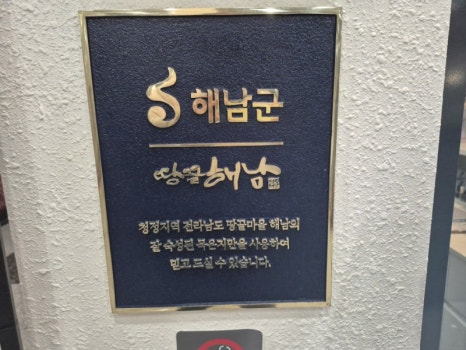 해남군
땅끝해남
청정지역 전라남도 땅끝마을 해남의
잘 숙성된 묵은지만을 사용하여
믿고 드실 수 있습니다.